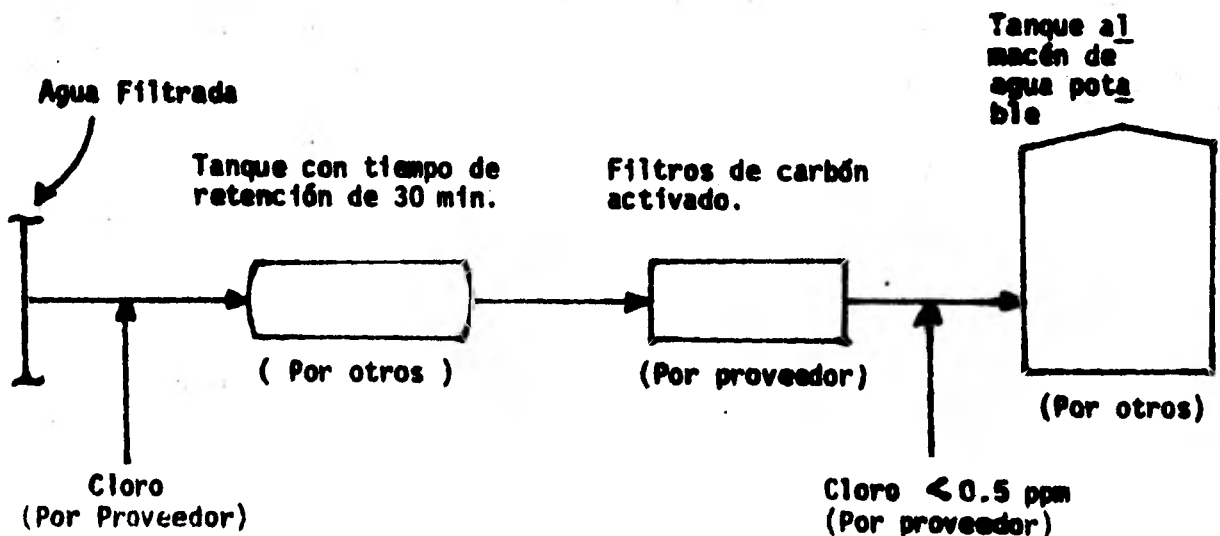 Tanque al
macén de
agua pota
ble
Agua Filtrada
Tanque con tiempo de
retención de 30 min.
Filtros de carbón
activado.
( Por otros )
(Por proveedor)
(Por otros)
Cloro
(Por Proveedor)
Cloro < 0.5 ppm
(Por proveedor)